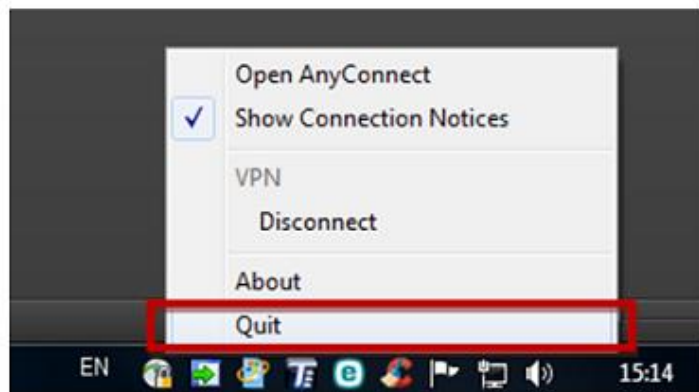 Open AnyConnect
Show Connection Notices
VPN
Disconnect
About
Quit
EN 15:14